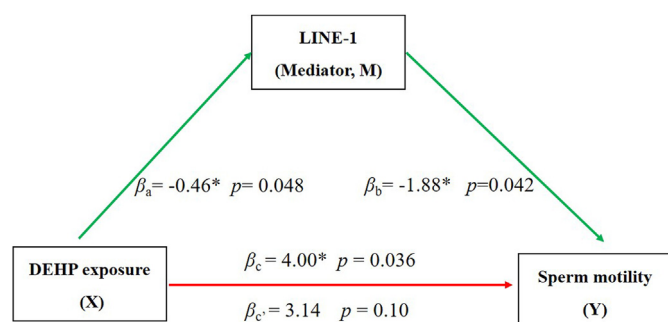 LINE-1
(Mediator, M)
βa= -0.46* p= 0.048
βb= -1.88* p=0.042
DEHP exposure
(X)
βc= 4.00* p = 0.036
βc’= 3.14 p = 0.10
Sperm motility
(Y)